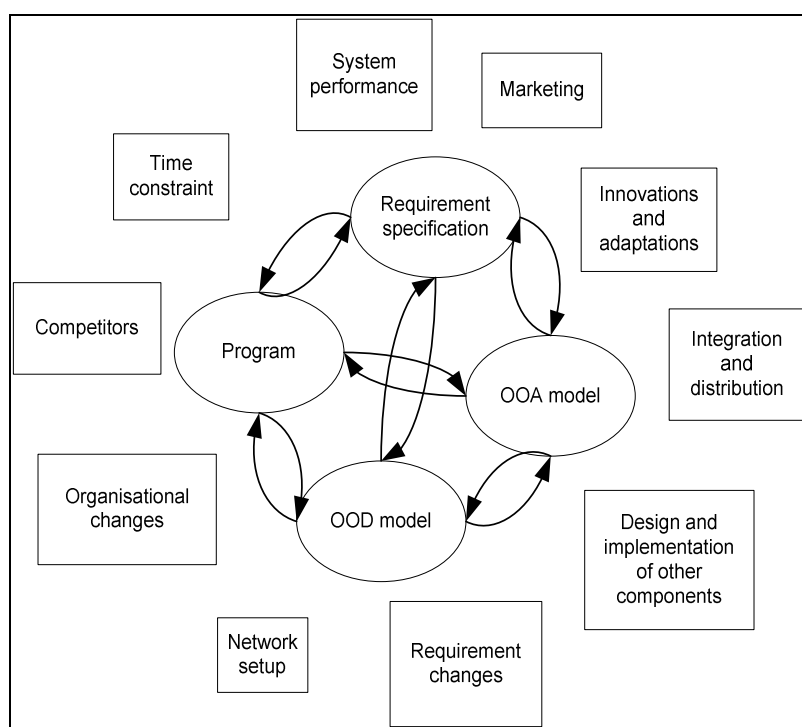 System
performance
Marketing
Time
constraint
Requirement
specification
Innovations
and
adaptations
Competitors
Program
Integration
and
distribution
OOA model
Organisational
changes
OOD model
Design and
implementation
of other
components
Network
setup
Requirement
changes